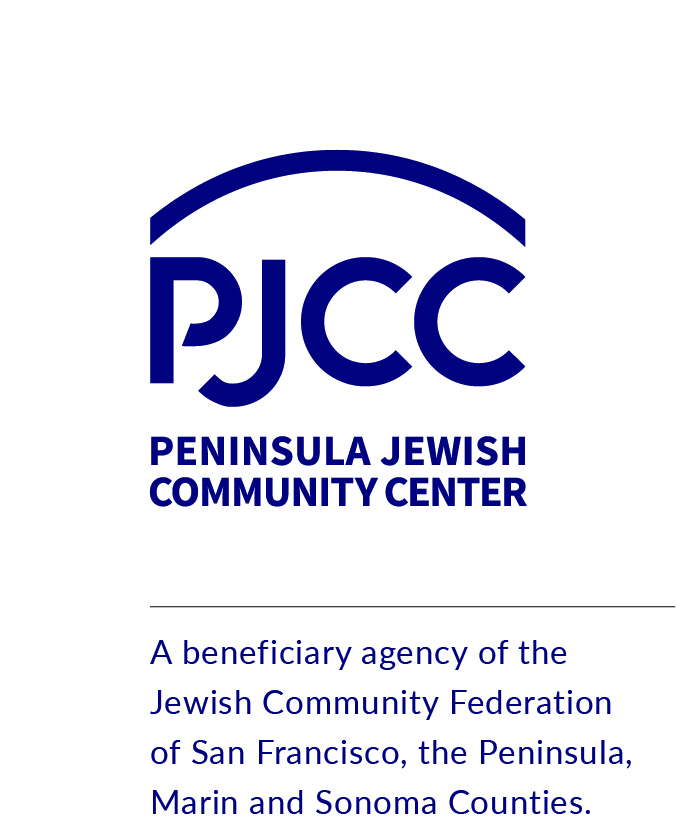 PJCC
PENINSULA JEWISH
COMMUNITY CENTER
A beneficiary agency of the
Jewish Community Federation
of San Francisco, the Peninsula,
Marin and Sonoma Counties.